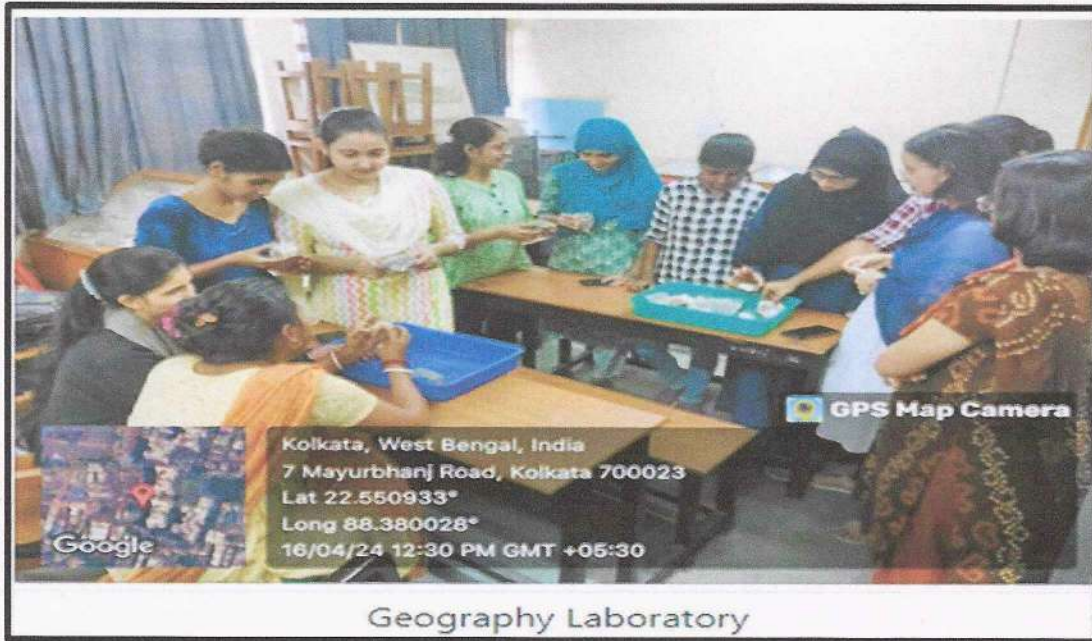 GPS Map Camera
Kolkata, West Bengal, India
7 Mayurbhanj Road, Kolkata 700023
Lat 22.550933°
Long 88.380028°
16/04/24 12:30 PM GMT +05:30
Google
Geography Laboratory